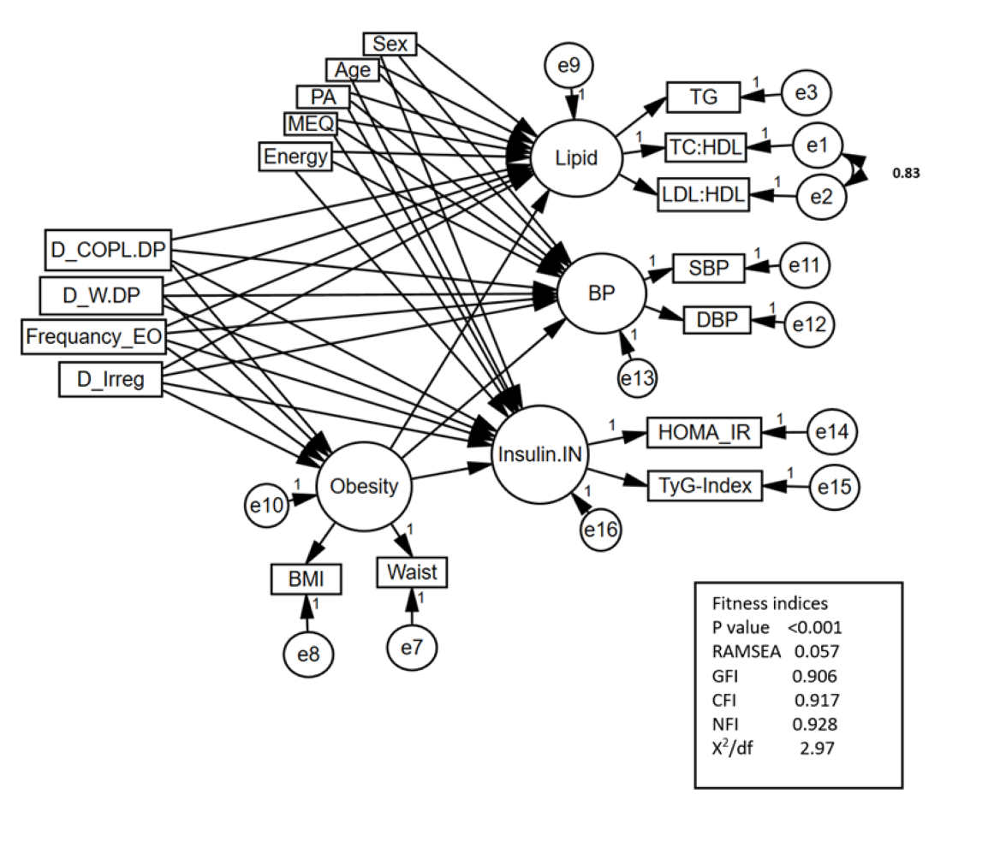 Sex
Age
PA
MEQ
Energy
D_COPL.DP
D_W.DP
Frequancy_EO
D_Irreg
e9
1
Lipid
TG
1
e3
1
TC:HDL
1
e1
LDL:HDL
1
e2
0.83
BP
1
SBP
1
e11
DBP
1
e12
1
e13
Insulin.IN
1
HOMA_IR
1
e14
TyG-Index
1
e15
1
e16
Obesity
1
e10
1
BMI
Waist
1
1
e8
e7
Fitness indices
P value <0.001
RAMSEA 0.057
GFI 0.906
CFI 0.917
NFI 0.928
X²/df 2.97